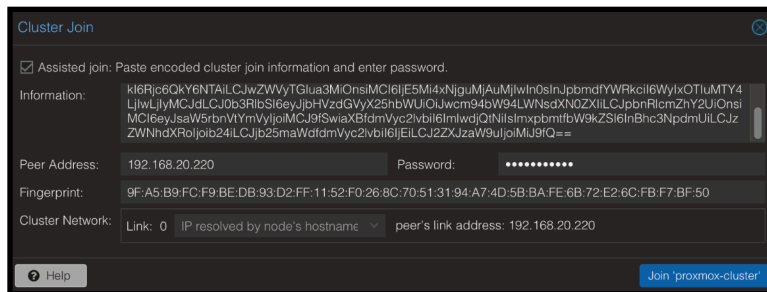 Cluster Join
Assisted join: Paste encoded cluster join information and enter password.
Information:
kI6Rjc6QkY6NTAiLCJwZWVyTGlua3MiOnsiMCI6IjE5Mi4xNjguMjAuMjIwIn0sInJpbmdfYWRkciI6WyIxOTIuMTY4
LjIwLjIyMCJdLCJ0b3RlbSI6eyJjbHVzdGVyX25hbWUiOiJwcm94bW94LWNsdXN0ZXIiLCJpbnRlcmZhY2UiOnsi
MCI6eyJsaW5rbnVtYmVyIjoiMCJ9fSwiaXBfdmVyc2lvbiI6ImlwdjQtNiIsImxpbmtfbW9kZSI6InBhc3NpdmUiLCJz
ZWNhdXRoIjoib24iLCJjb25maWdfdmVyc2lvbiI6IjEiLCJ2ZXJzaW9uIjoiMiJ9fQ==
Peer Address: 192.168.20.220 Password: •••••••••••
Fingerprint: 9F:A5:B9:FC:F9:BE:DB:93:D2:FF:11:52:F0:26:8C:70:51:31:94:A7:4D:5B:BA:FE:6B:72:E2:6C:FB:F7:BF:50
Cluster Network: Link: 0 IP resolved by node's hostname peer's link address: 192.168.20.220
Help Join 'proxmox-cluster'